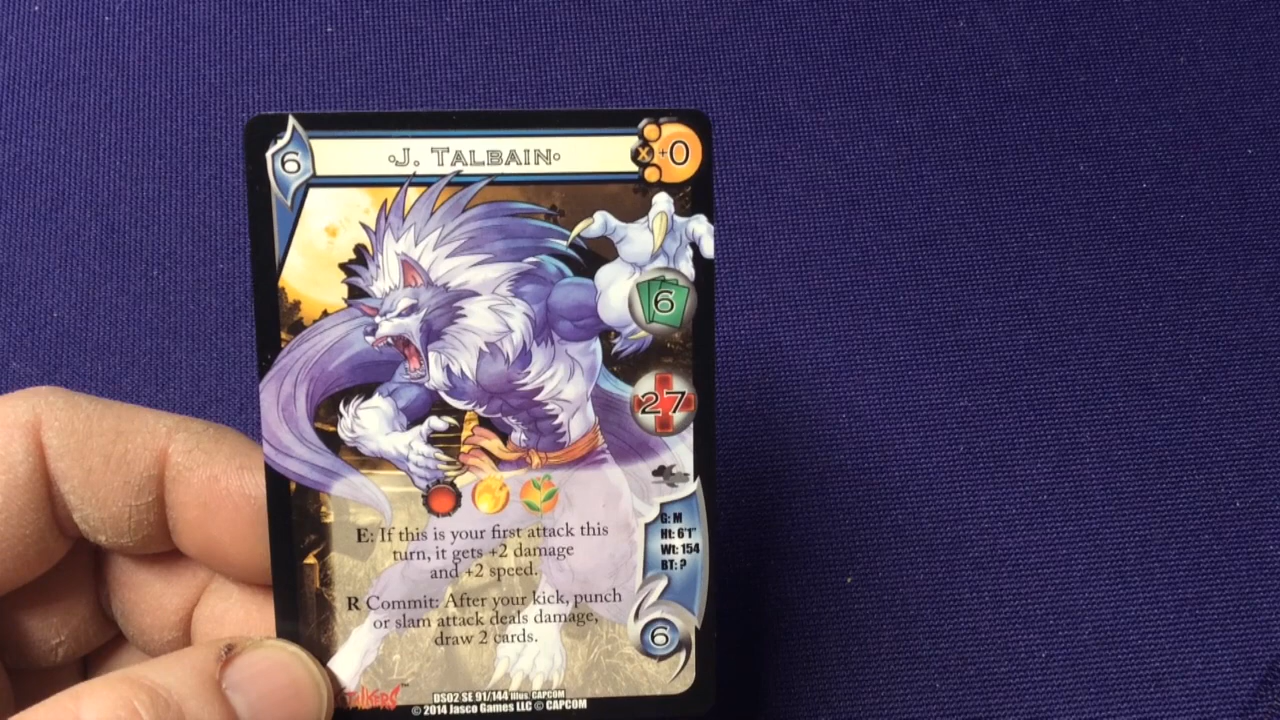 6
•J. TALBAIN•
X +0
6
27
G: M
Ht: 6'1"
Wt: 154
BT: ?
E: If this is your first attack this
turn, it gets +2 damage
and +2 speed.
R Commit: After your kick, punch
or slam attack deals damage,
draw 2 cards.
6
DS02 SE 91/144 Illus. CAPCOM
© 2014 Jasco Games LLC © CAPCOM